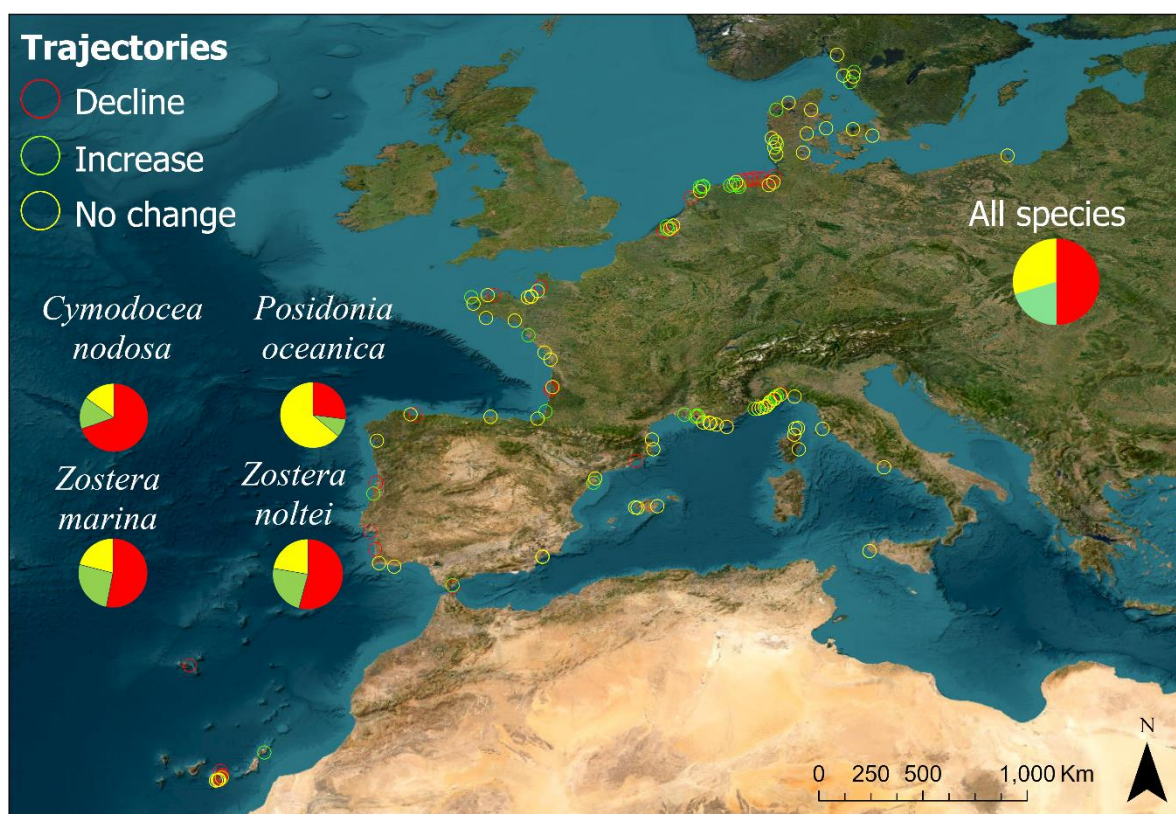 Trajectories
Decline
Increase
No change
All species
Cymodocea
nodosa
Posidonia
oceanica
Zostera
marina
Zostera
noltei
N
0 250 500 1,000 Km